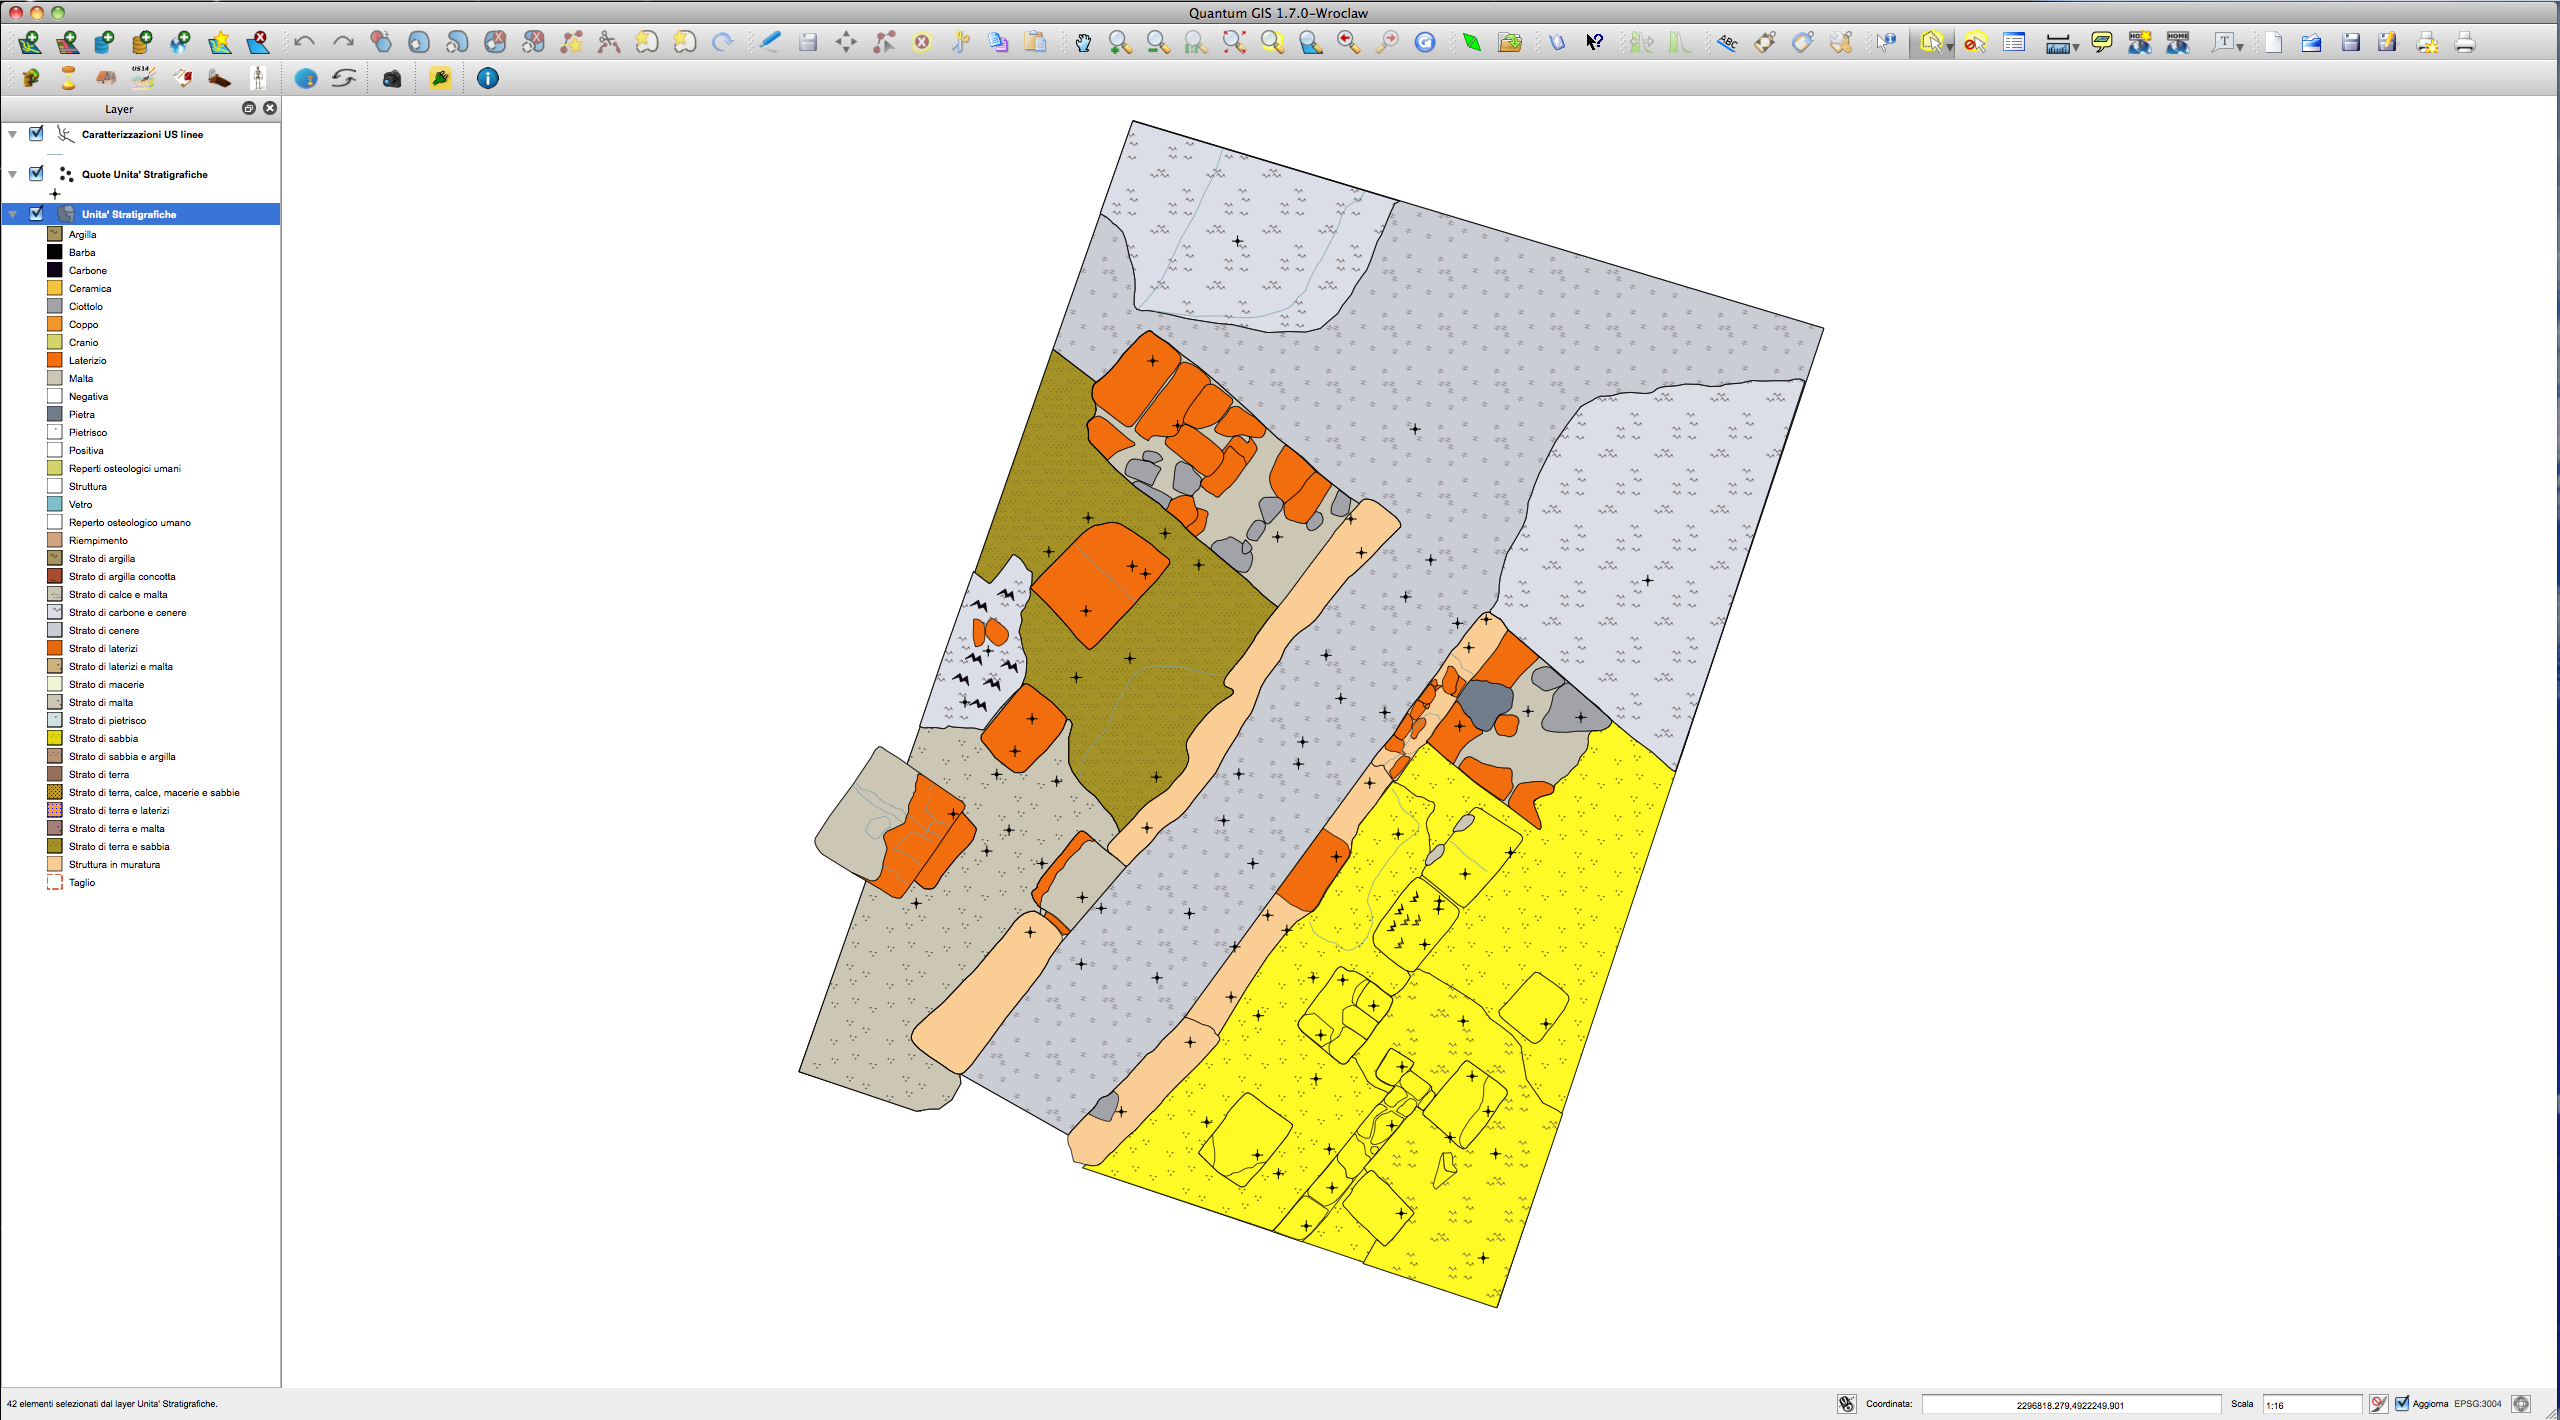 Quantum GIS 1.7.0-Wroclaw
ABC
HOME
T
US14
Layer
Caratterizzazioni US linee
Quote Unita' Stratigrafiche
Unita' Stratigrafiche
Argilla
Barba
Carbone
Ceramica
Ciottolo
Coppo
Cranio
Laterizio
Malta
Negativa
Pietra
Pietrisco
Positiva
Reperti osteologici umani
Struttura
Vetro
Reperto osteologico umano
Riempimento
Strato di argilla
Strato di argilla concotta
Strato di calce e malta
Strato di carbone e cenere
Strato di cenere
Strato di laterizi
Strato di laterizi e malta
Strato di macerie
Strato di malta
Strato di pietrisco
Strato di sabbia
Strato di sabbia e argilla
Strato di terra
Strato di terra, calce, macerie e sabbie
Strato di terra e laterizi
Strato di terra e malta
Strato di terra e sabbia
Struttura in muratura
Taglio
42 elementi selezionati dal layer Unita' Stratigrafiche.
Coordinata: 2296818.279,4922249.901 Scala 1:16 Aggiorna EPSG:3004